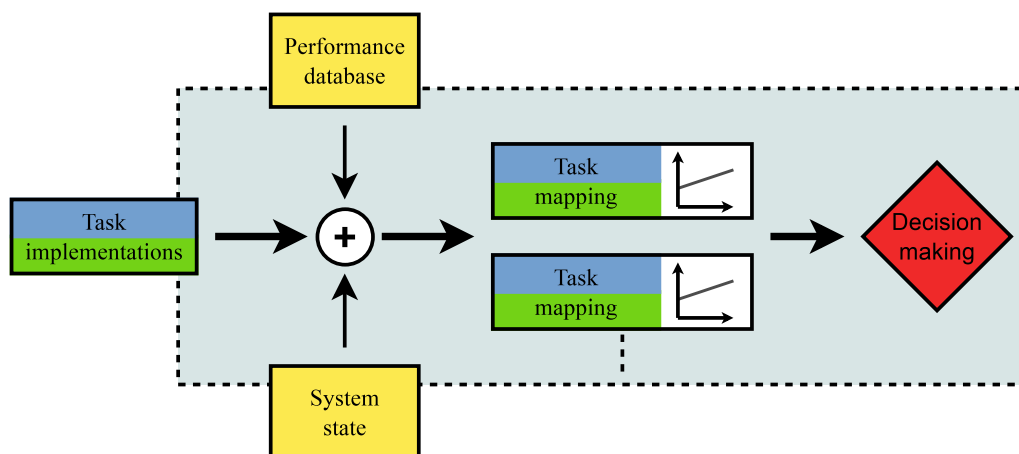 Performance
database
Task
implementations
+
Task
mapping
Task
mapping
Decision
making
System
state